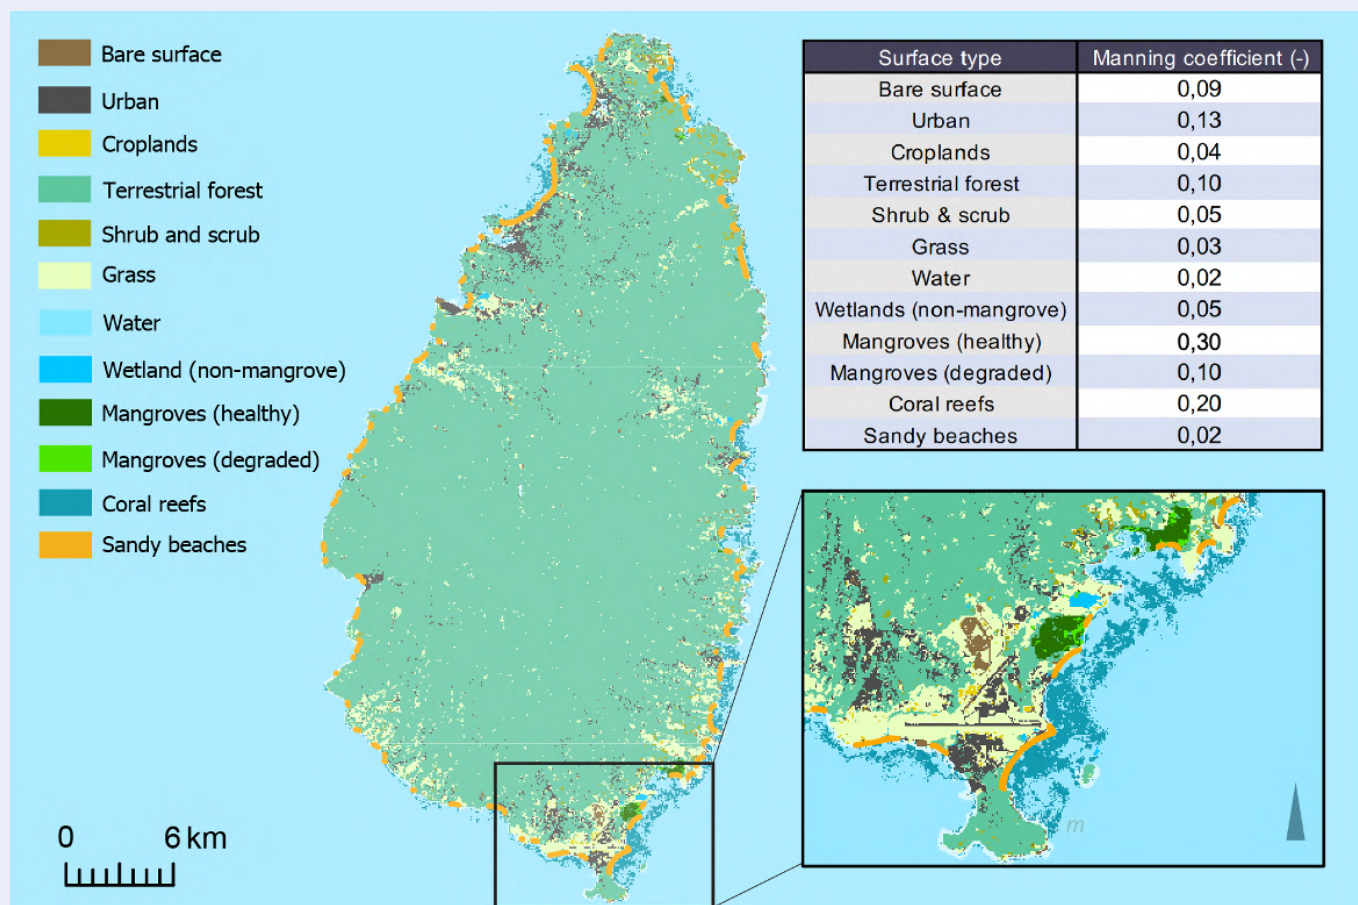 Bare surface
Urban
Croplands
Terrestrial forest
Shrub and scrub
Grass
Water
Wetland (non-mangrove)
Mangroves (healthy)
Mangroves (degraded)
Coral reefs
Sandy beaches
0 6 km
Surface type Manning coefficient (-)
Bare surface 0,09
Urban 0,13
Croplands 0,04
Terrestrial forest 0,10
Shrub & scrub 0,05
Grass 0,03
Water 0,02
Wetlands (non-mangrove) 0,05
Mangroves (healthy) 0,30
Mangroves (degraded) 0,10
Coral reefs 0,20
Sandy beaches 0,02
m